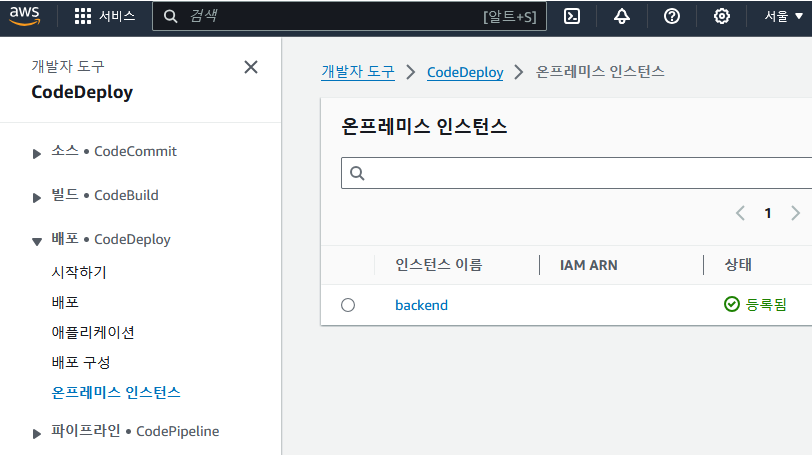 aws 서비스 검색 [알트+S] 서울
개발자 도구
CodeDeploy
소스 • CodeCommit
빌드 • CodeBuild
배포 • CodeDeploy
시작하기
배포
애플리케이션
배포 구성
온프레미스 인스턴스
파이프라인 • CodePipeline
개발자 도구 > CodeDeploy > 온프레미스 인스턴스
온프레미스 인스턴스
1
인스턴스 이름 IAM ARN 상태
backend 등록됨